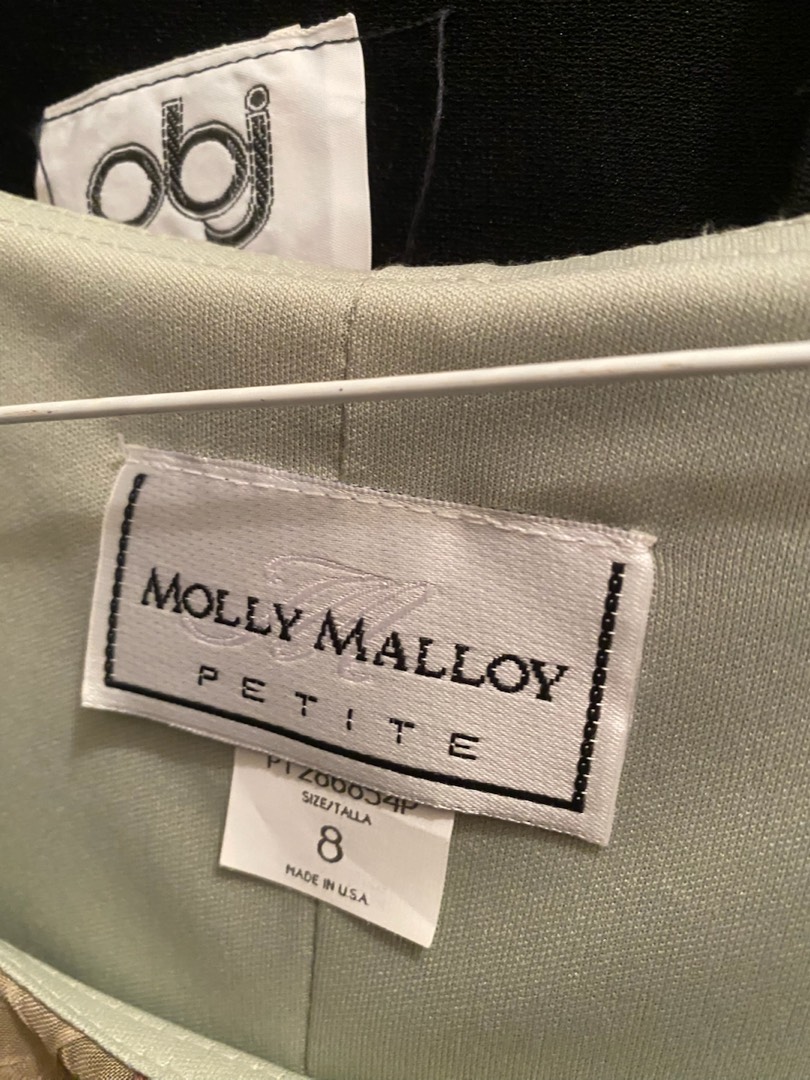 obj
MOLLY MALLOY
PETITE
SIZE/TALLA
8
MADE IN U.S.A.